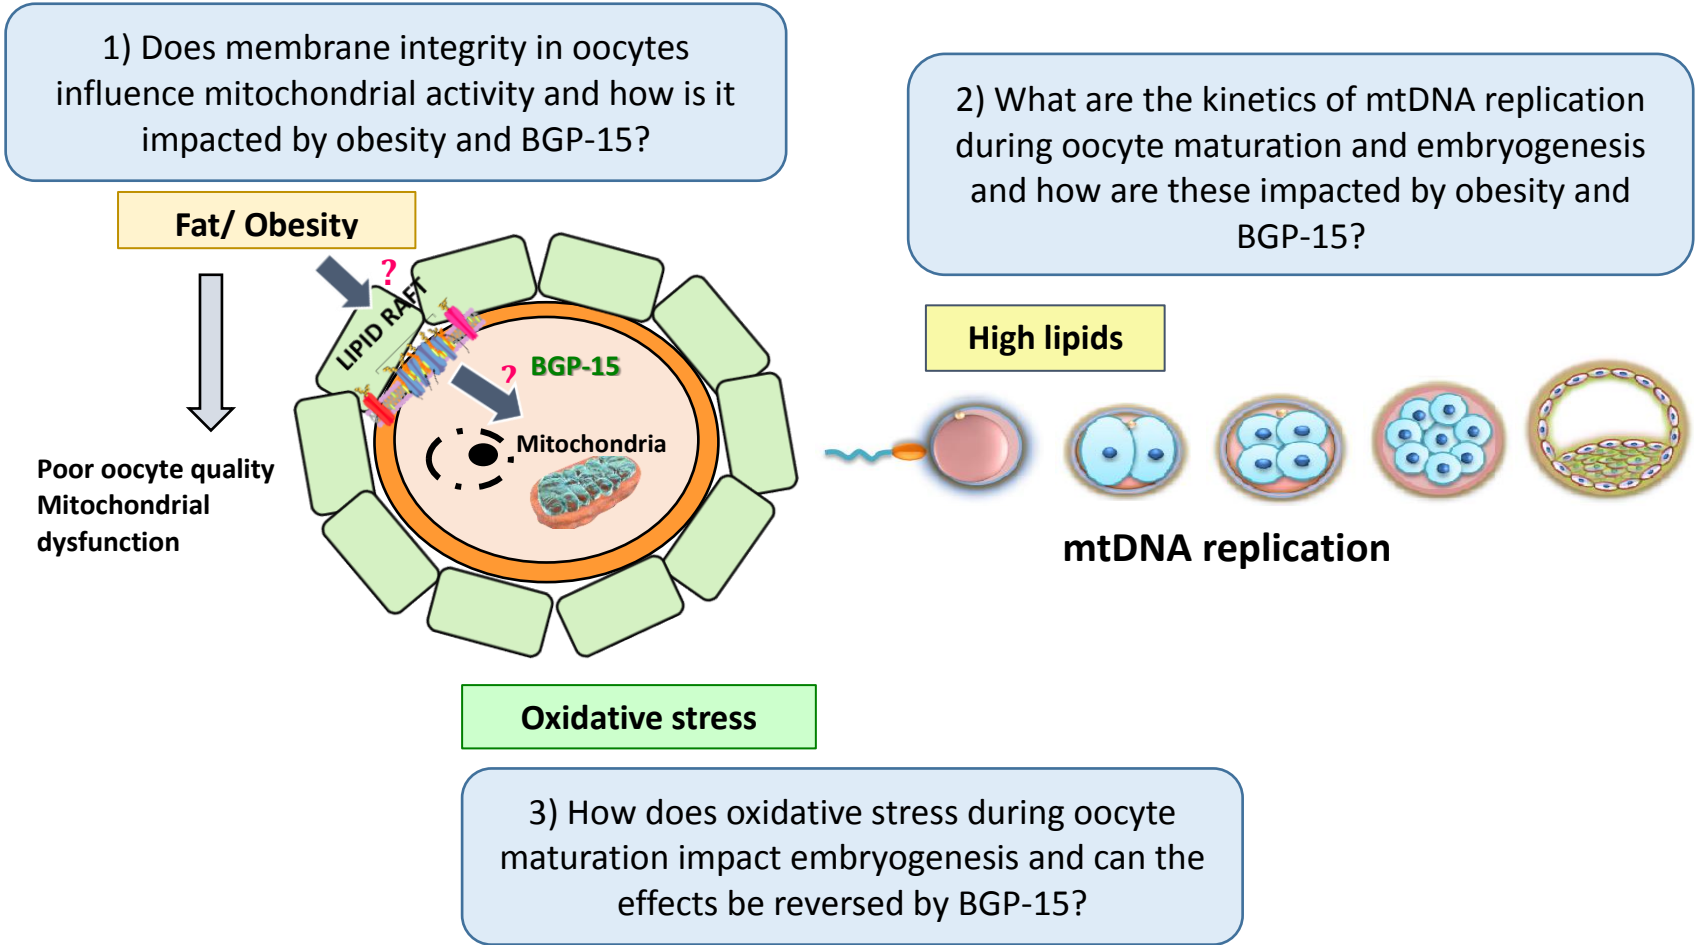 1) Does membrane integrity in oocytes
influence mitochondrial activity and how is it
impacted by obesity and BGP-15?
2) What are the kinetics of mtDNA replication
during oocyte maturation and embryogenesis
and how are these impacted by obesity and
BGP-15?
Fat/ Obesity
?
LIPID RAFT
?
BGP-15
Mitochondria
Poor oocyte quality
Mitochondrial
dysfunction
High lipids
mtDNA replication
Oxidative stress
3) How does oxidative stress during oocyte
maturation impact embryogenesis and can the
effects be reversed by BGP-15?